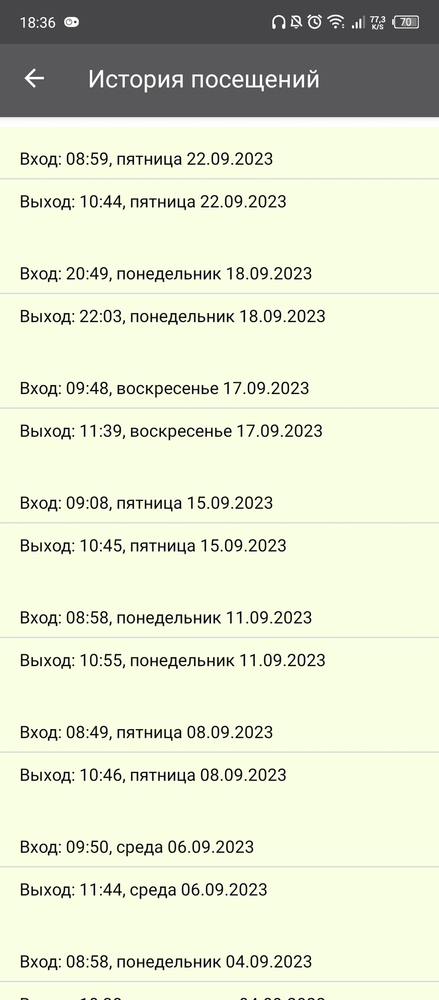 18:36 77,3 K/S 70
История посещений
Вход: 08:59, пятница 22.09.2023
Выход: 10:44, пятница 22.09.2023
Вход: 20:49, понедельник 18.09.2023
Выход: 22:03, понедельник 18.09.2023
Вход: 09:48, воскресенье 17.09.2023
Выход: 11:39, воскресенье 17.09.2023
Вход: 09:08, пятница 15.09.2023
Выход: 10:45, пятница 15.09.2023
Вход: 08:58, понедельник 11.09.2023
Выход: 10:55, понедельник 11.09.2023
Вход: 08:49, пятница 08.09.2023
Выход: 10:46, пятница 08.09.2023
Вход: 09:50, среда 06.09.2023
Выход: 11:44, среда 06.09.2023
Вход: 08:58, понедельник 04.09.2023